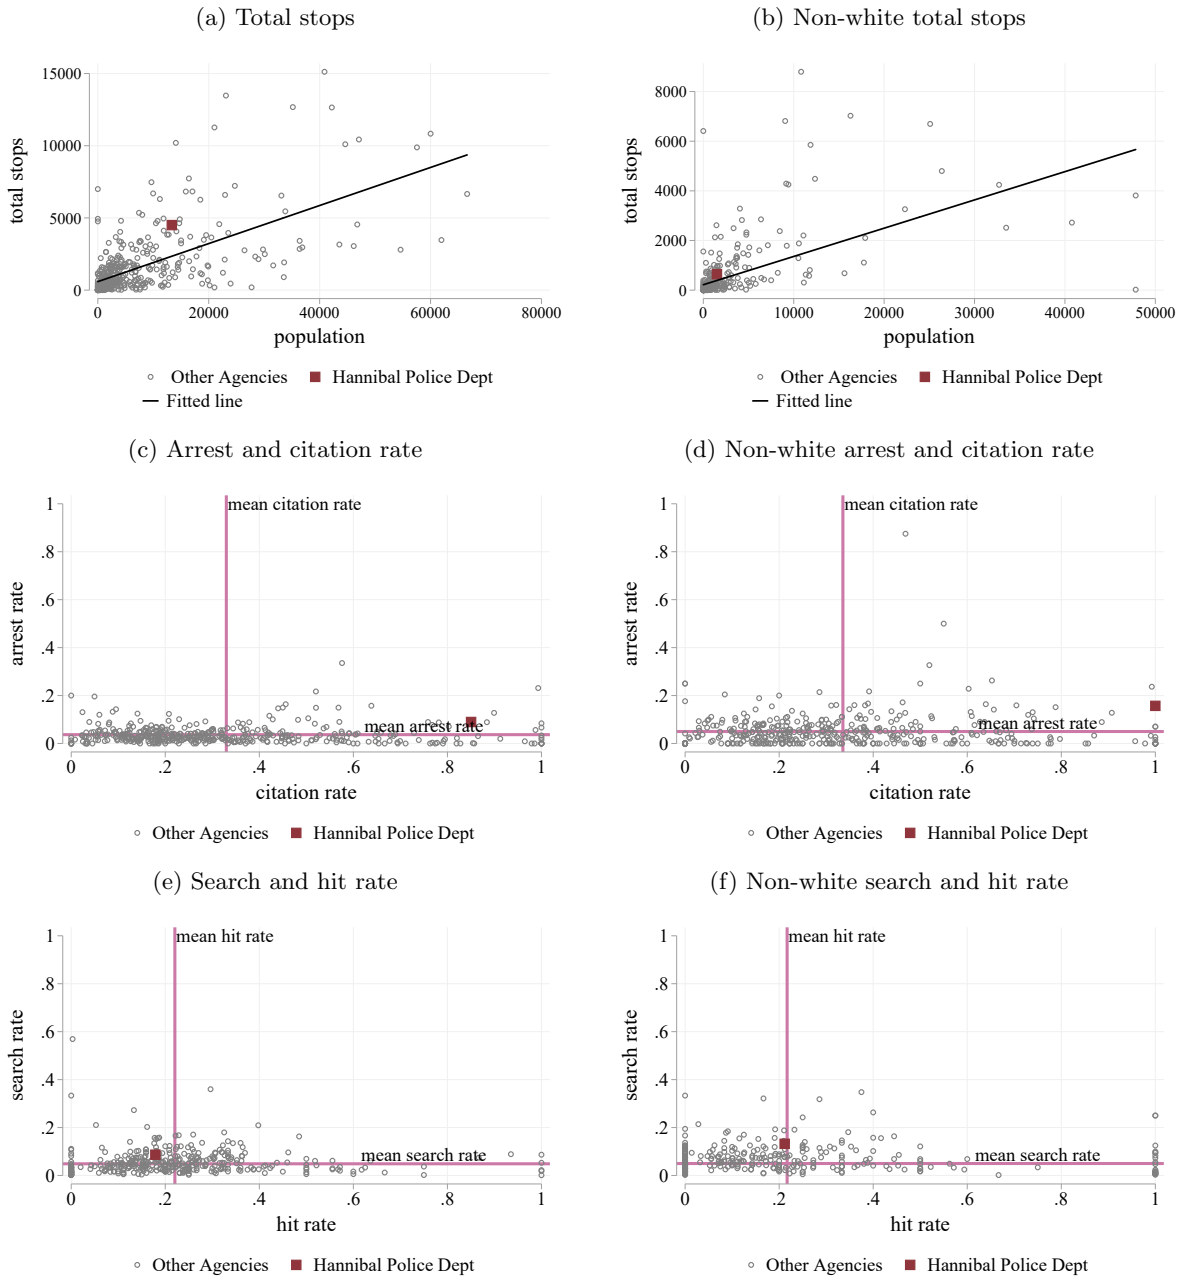 (a) Total stops
(b) Non-white total stops
total stops
15000
10000
5000
0
0 20000 40000 60000 80000
population
Other Agencies Hannibal Police Dept
Fitted line
total stops
8000
6000
4000
2000
0
0 10000 20000 30000 40000 50000
population
Other Agencies Hannibal Police Dept
Fitted line
(c) Arrest and citation rate
(d) Non-white arrest and citation rate
arrest rate
1
.8
.6
.4
.2
0
mean citation rate
mean arrest rate
0 .2 .4 .6 .8 1
citation rate
Other Agencies Hannibal Police Dept
arrest rate
1
.8
.6
.4
.2
0
mean citation rate
mean arrest rate
0 .2 .4 .6 .8 1
citation rate
Other Agencies Hannibal Police Dept
(e) Search and hit rate
(f) Non-white search and hit rate
search rate
1
.8
.6
.4
.2
0
mean hit rate
mean search rate
0 .2 .4 .6 .8 1
hit rate
Other Agencies Hannibal Police Dept
search rate
1
.8
.6
.4
.2
0
mean hit rate
mean search rate
0 .2 .4 .6 .8 1
hit rate
Other Agencies Hannibal Police Dept